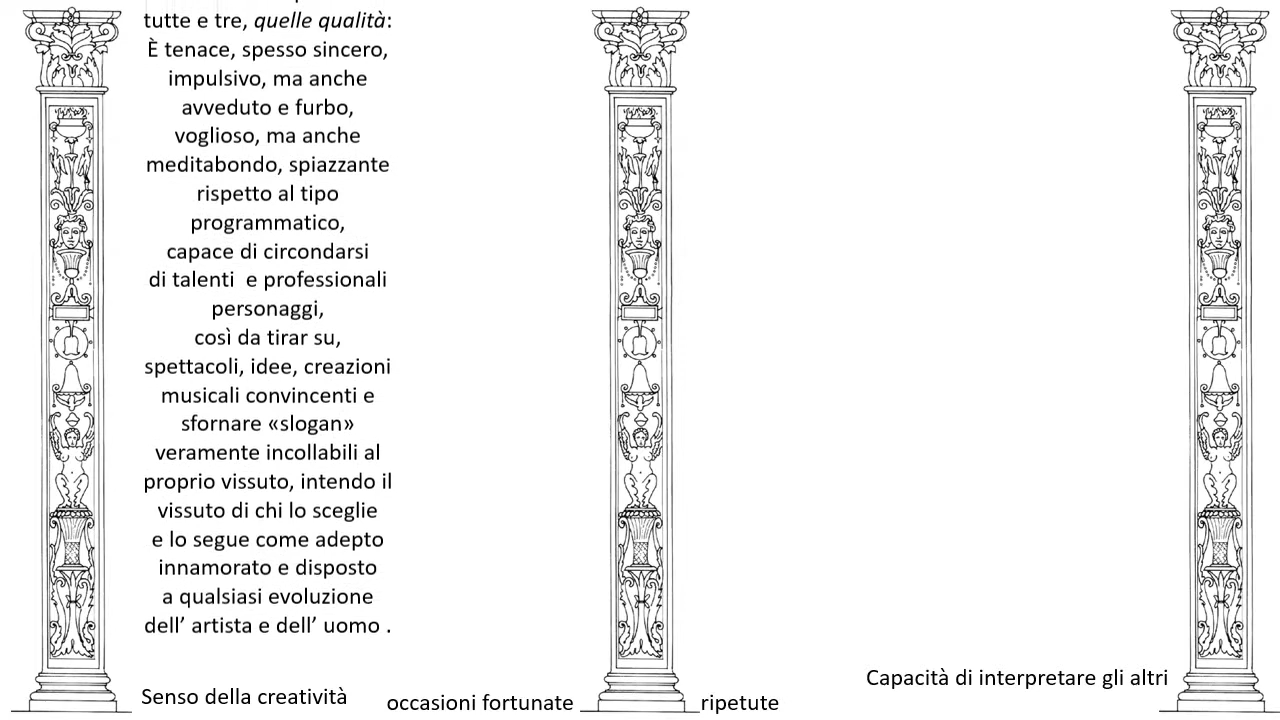 tutte e tre, quelle qualità:
È tenace, spesso sincero,
impulsivo, ma anche
avveduto e furbo,
voglioso, ma anche
meditabondo, spiazzante
rispetto al tipo
programmatico,
capace di circondarsi
di talenti  e professionali
personaggi,
così da tirar su,
spettacoli, idee, creazioni
musicali convincenti e
sfornare «slogan»
veramente incollabili al
proprio vissuto, intendo il
vissuto di chi lo sceglie
e lo segue come adepto
innamorato e disposto
a qualsiasi evoluzione
dell’ artista e dell’ uomo .
Senso della creatività
occasioni fortunate
ripetute
Capacità di interpretare gli altri